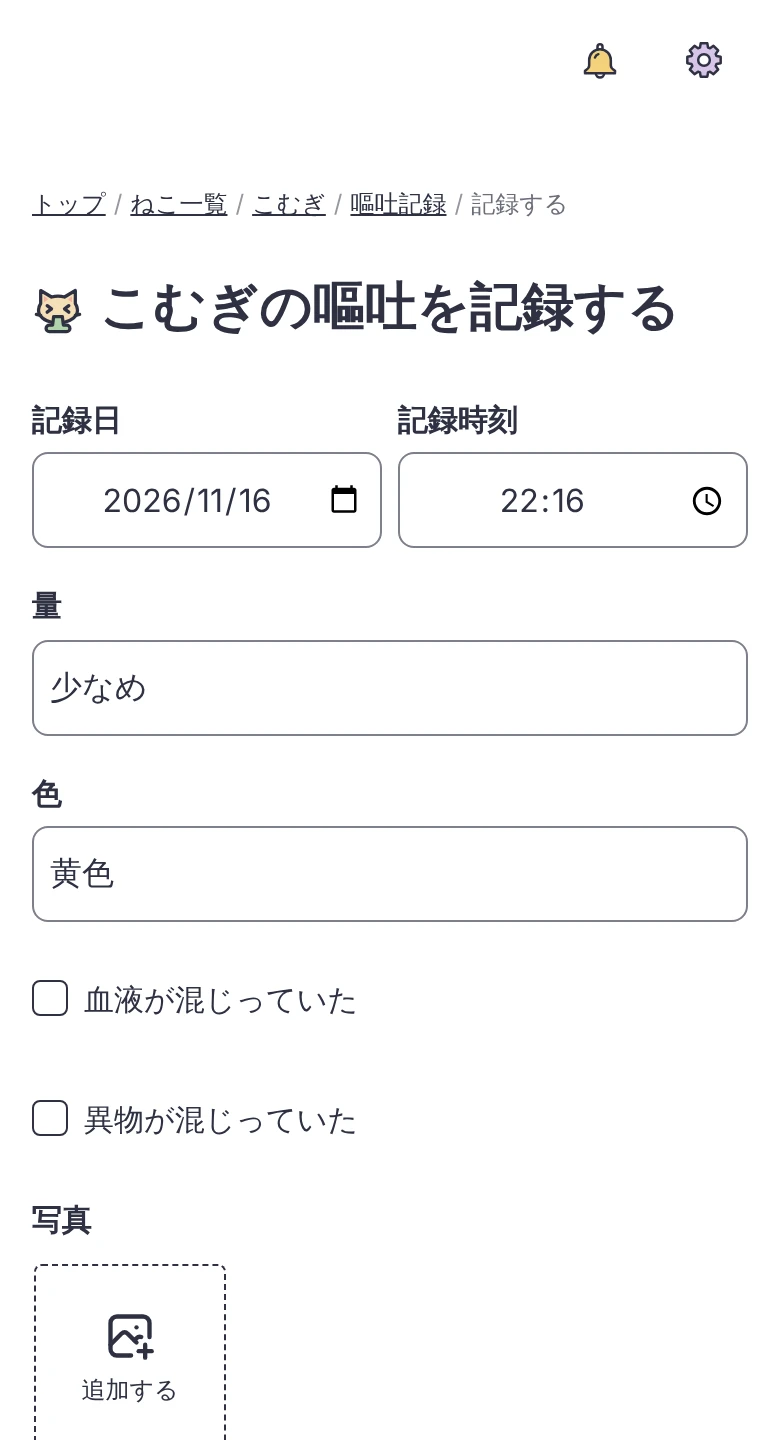 トップ / ねこ一覧 / こむぎ / 嘔吐記録 / 記録する
こむぎの嘔吐を記録する
記録日
記録時刻
2026/11/16
22:16
量
少なめ
色
黄色
血液が混じっていた
異物が混じっていた
写真
追加する